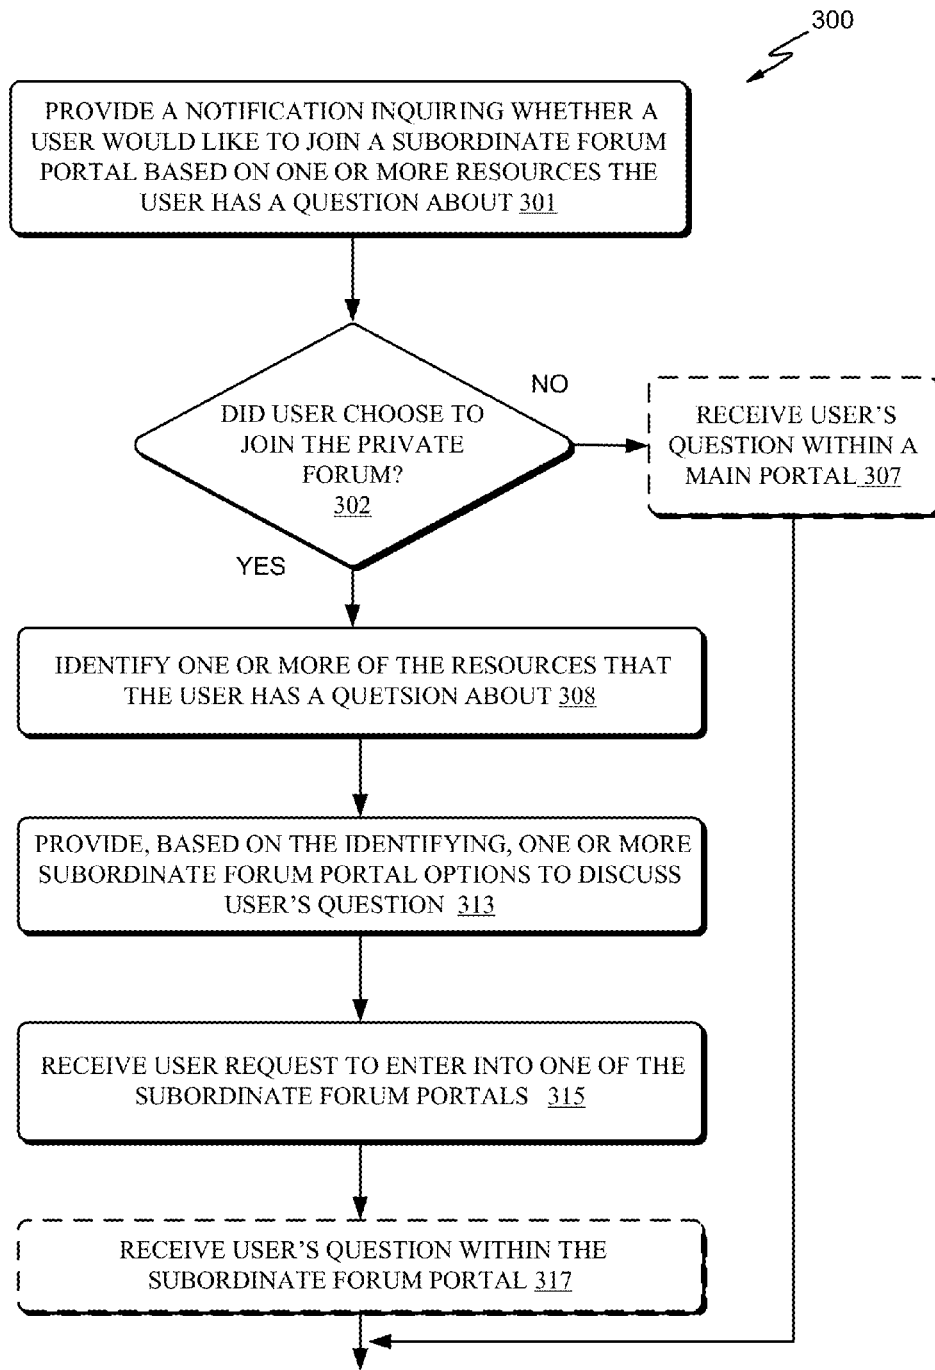 300
PROVIDE A NOTIFICATION INQUIRING WHETHER A
USER WOULD LIKE TO JOIN A SUBORDINATE FORUM
PORTAL BASED ON ONE OR MORE RESOURCES THE
USER HAS A QUESTION ABOUT 301
DID USER CHOOSE TO
JOIN THE PRIVATE
FORUM?
302
NO
RECEIVE USER'S
QUESTION WITHIN A
MAIN PORTAL 307
YES
IDENTIFY ONE OR MORE OF THE RESOURCES THAT
THE USER HAS A QUETSION ABOUT 308
PROVIDE, BASED ON THE IDENTIFYING, ONE OR MORE
SUBORDINATE FORUM PORTAL OPTIONS TO DISCUSS
USER'S QUESTION 313
RECEIVE USER REQUEST TO ENTER INTO ONE OF THE
SUBORDINATE FORUM PORTALS 315
RECEIVE USER'S QUESTION WITHIN THE
SUBORDINATE FORUM PORTAL 317